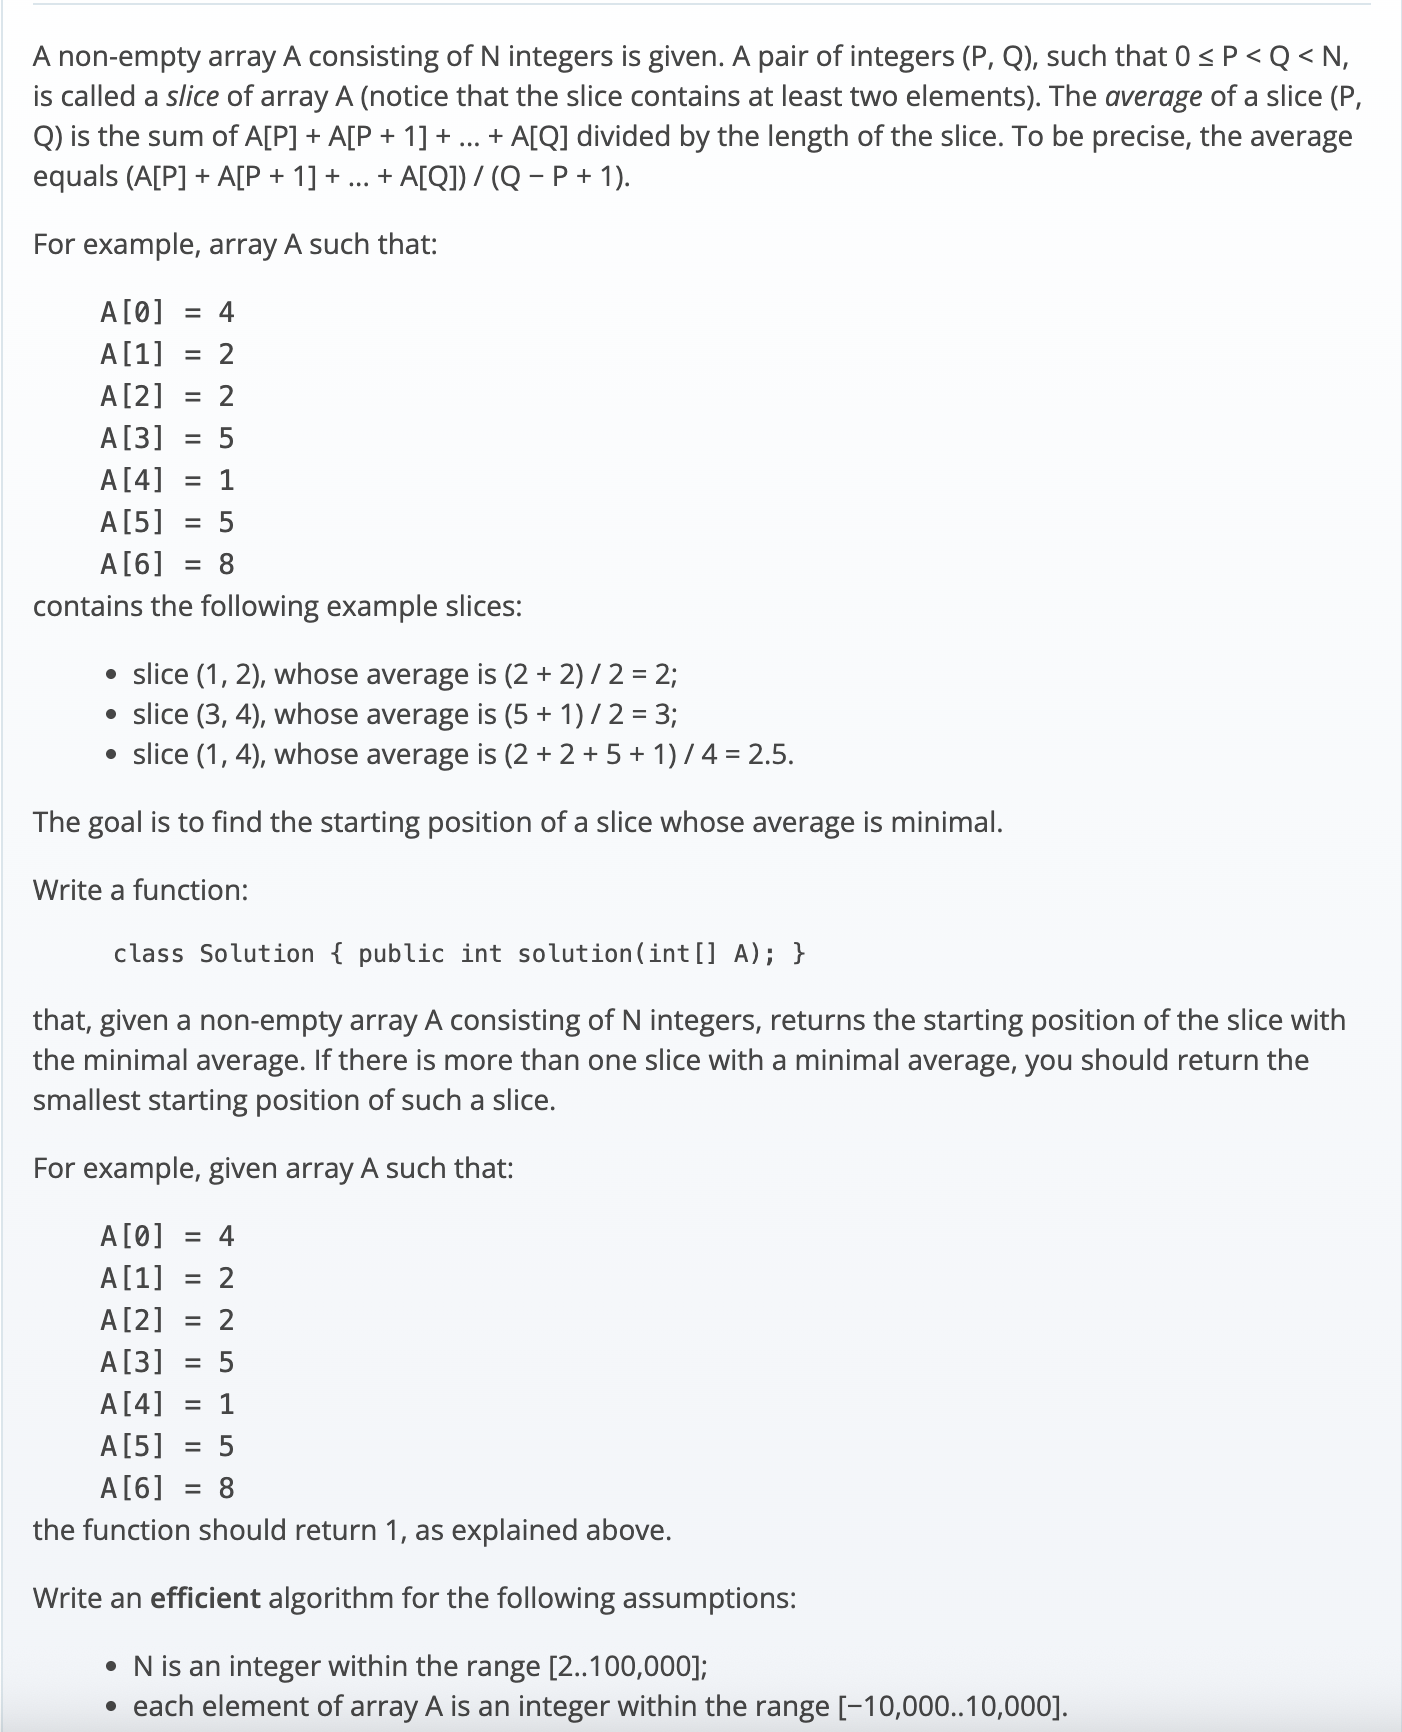 A non-empty array A consisting of N integers is given. A pair of integers (P, Q), such that 0 ≤ P < Q < N,
is called a slice of array A (notice that the slice contains at least two elements). The average of a slice (P,
Q) is the sum of A[P] + A[P + 1] + ... + A[Q] divided by the length of the slice. To be precise, the average
equals (A[P] + A[P + 1] + ... + A[Q]) / (Q − P + 1).
For example, array A such that:
A[0] = 4
A[1] = 2
A[2] = 2
A[3] = 5
A[4] = 1
A[5] = 5
A[6] = 8
contains the following example slices:
• slice (1, 2), whose average is (2 + 2) / 2 = 2;
• slice (3, 4), whose average is (5 + 1) / 2 = 3;
• slice (1, 4), whose average is (2 + 2 + 5 + 1) / 4 = 2.5.
The goal is to find the starting position of a slice whose average is minimal.
Write a function:
class Solution { public int solution(int[] A); }
that, given a non-empty array A consisting of N integers, returns the starting position of the slice with
the minimal average. If there is more than one slice with a minimal average, you should return the
smallest starting position of such a slice.
For example, given array A such that:
A[0] = 4
A[1] = 2
A[2] = 2
A[3] = 5
A[4] = 1
A[5] = 5
A[6] = 8
the function should return 1, as explained above.
Write an efficient algorithm for the following assumptions:
• N is an integer within the range [2..100,000];
• each element of array A is an integer within the range [−10,000..10,000].